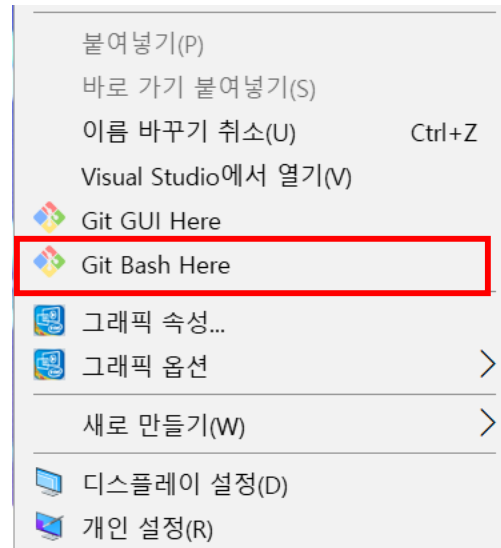 붙여넣기(P)
바로 가기 붙여넣기(S)
이름 바꾸기 취소(U) Ctrl+Z
Visual Studio에서 열기(V)
Git GUI Here
Git Bash Here
그래픽 속성...
그래픽 옵션
새로 만들기(W)
디스플레이 설정(D)
개인 설정(R)